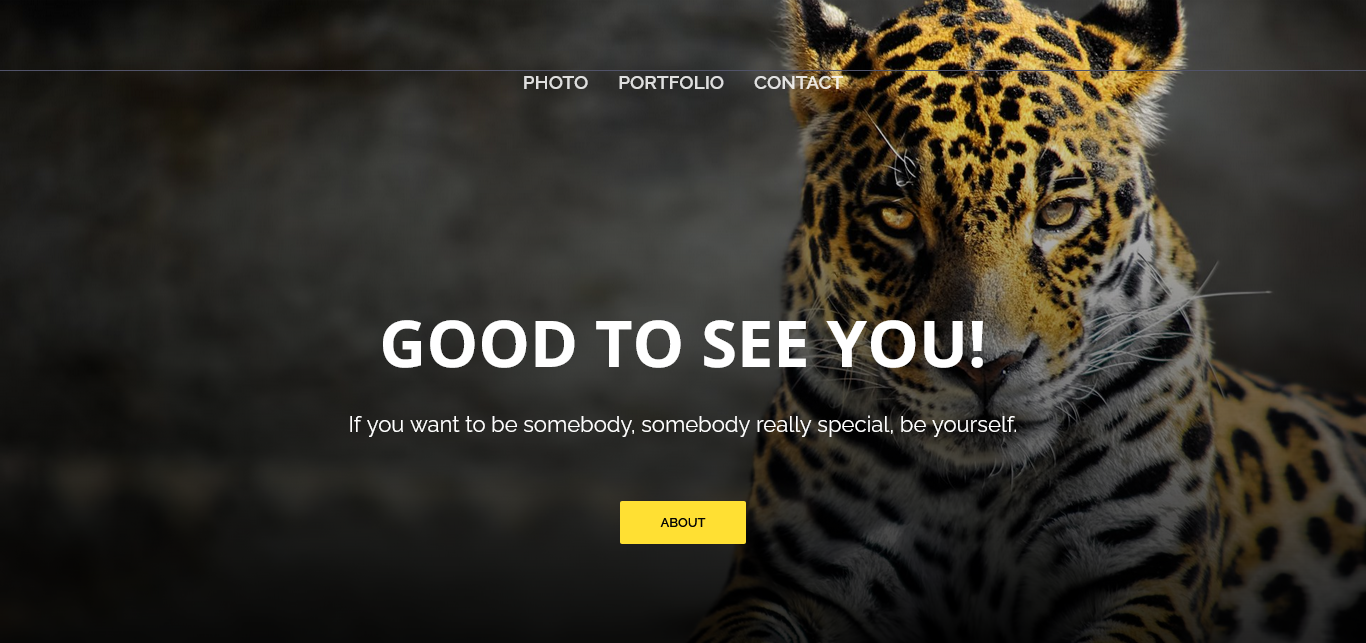 PHOTO PORTFOLIO CONTACT
GOOD TO SEE YOU!
If you want to be somebody, somebody really special, be yourself.
ABOUT